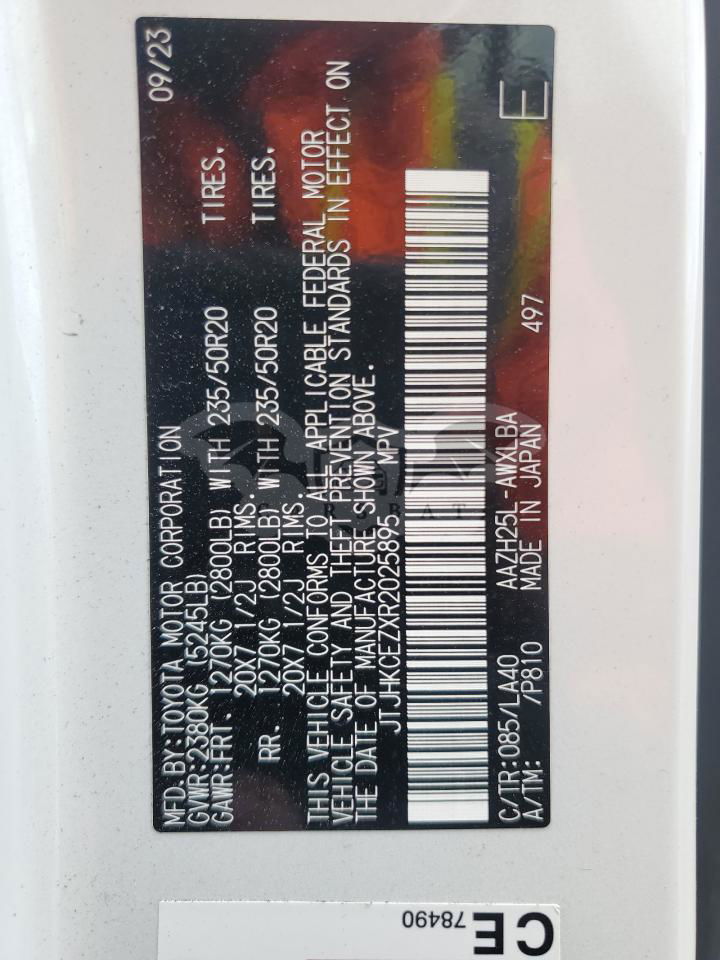 MFD.BY:TOYOTA MOTOR CORPORATION 09/23
GVWR:2380KG (5245LB)
GAWR:FRT. 1270KG (2800LB) WITH 235/50R20 TIRES.
20X7 1/2J RIMS.
RR. 1270KG (2800LB) WITH 235/50R20 TIRES.
20X7 1/2J RIMS.
THIS VEHICLE CONFORMS TO ALL APPLICABLE FEDERAL MOTOR
VEHICLE SAFETY AND THEFT PREVENTION STANDARDS IN EFFECT ON
THE DATE OF MANUFACTURE SHOWN ABOVE.
JTJHKCEZXR2025895 MPV
C/TR:085/LA40 AAZH25L-AWXLBA
A/TM: /P810 MADE IN JAPAN 497 E
CE
78490